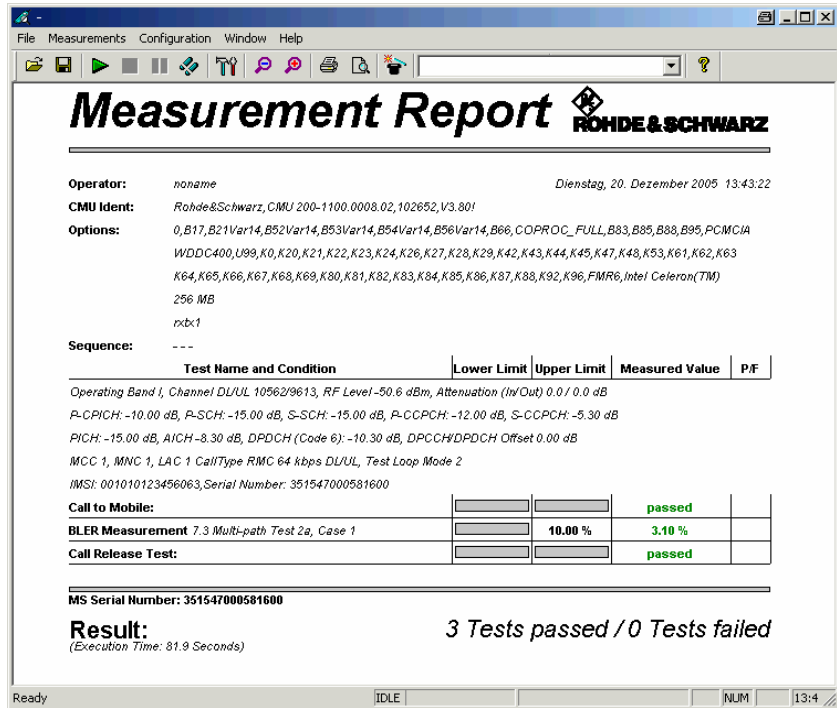 -
File Measurements Configuration Window Help
Measurement Report ROHDE&SCHWARZ
Operator: noname Dienstag, 20. Dezember 2005 13:43:22
CMU Ident: Rohde&Schwarz,CMU 200-1100.0008.02,102652,V3.80!
Options: 0,B17,B21Var14,B52Var14,B53Var14,B54Var14,B56Var14,B66,COPROC_FULL,B83,B85,B88,B95,PCMCIA
WDDC400,U99,K0,K20,K21,K22,K23,K24,K26,K27,K28,K29,K42,K43,K44,K45,K47,K48,K53,K61,K62,K63
K64,K65,K66,K67,K68,K69,K80,K81,K82,K83,K84,K85,K86,K87,K88,K92,K96,FMR6,Intel Celeron(TM)
256 MB
rxtx1
Sequence: ---
Test Name and Condition Lower Limit Upper Limit Measured Value P/F
Operating Band I, Channel DL/UL 10562/9613, RF Level -50.6 dBm, Attenuation (In/Out) 0.0 / 0.0 dB
P-CPICH: -10.00 dB, P-SCH: -15.00 dB, S-SCH: -15.00 dB, P-CCPCH: -12.00 dB, S-CCPCH: -5.30 dB
PICH: -15.00 dB, AICH -8.30 dB, DPDCH (Code 6): -10.30 dB, DPCCH/DPDCH Offset 0.00 dB
MCC 1, MNC 1, LAC 1 CallType RMC 64 kbps DL/UL, Test Loop Mode 2
IMSI: 001010123456063,Serial Number: 351547000581600
Call to Mobile: passed
BLER Measurement 7.3 Multi-path Test 2a, Case 1 10.00 % 3.10 %
Call Release Test: passed
MS Serial Number: 351547000581600
Result: 3 Tests passed / 0 Tests failed
(Execution Time: 81.9 Seconds)
Ready IDLE NUM 13:4